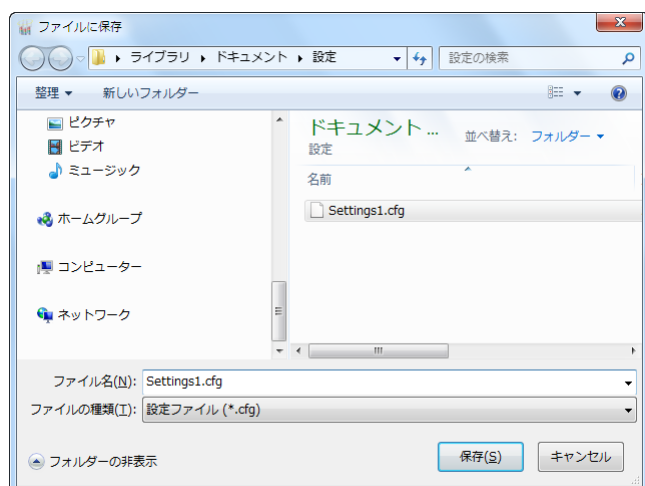 ファイルに保存
ライブラリ ドキュメント 設定 設定の検索
整理 新しいフォルダー
ピクチャ
ビデオ
ミュージック
ホームグループ
コンピューター
ネットワーク
ドキュメント ... 並べ替え: フォルダー
設定
名前
Settings1.cfg
ファイル名(N): Settings1.cfg
ファイルの種類(T): 設定ファイル (*.cfg)
フォルダーの非表示 保存(S) キャンセル